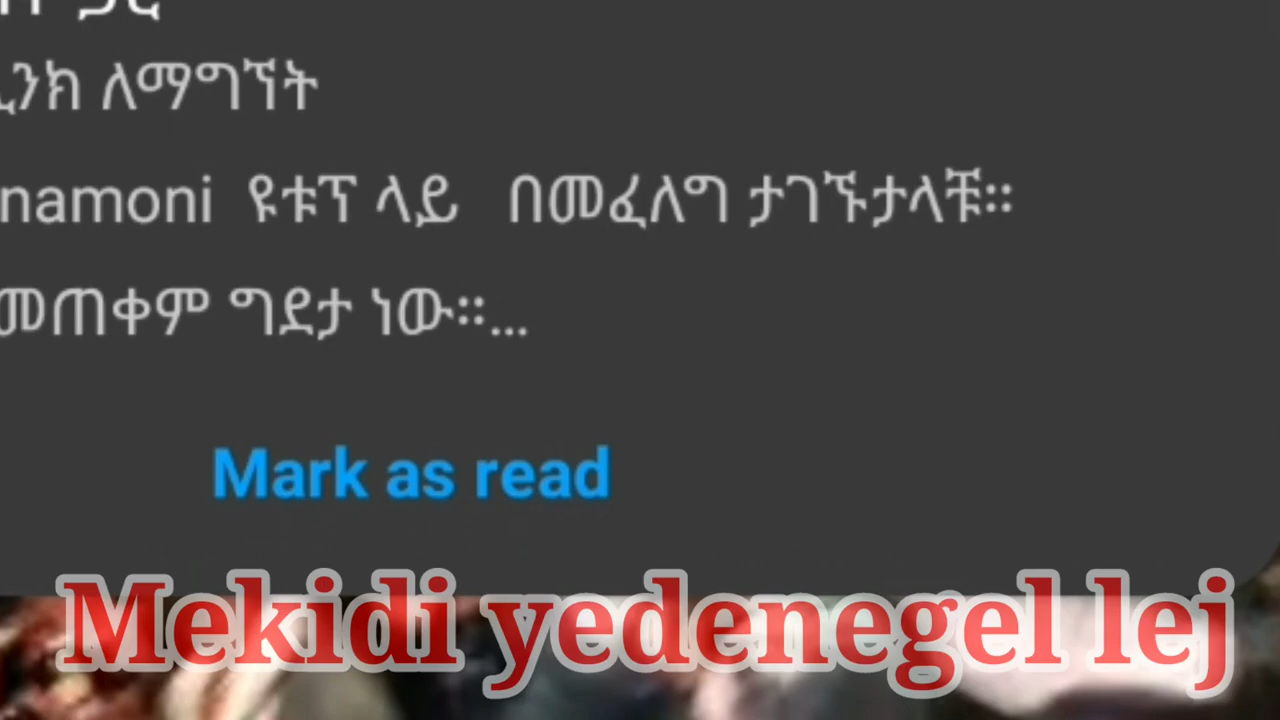 ለማግኘት
namoni ዩቱፕ ላይ በመፈለግ ታገኙታላቹ።
መጠቀም ግደታ ነው።...
Mark as read
Mekidi yedenegel lej